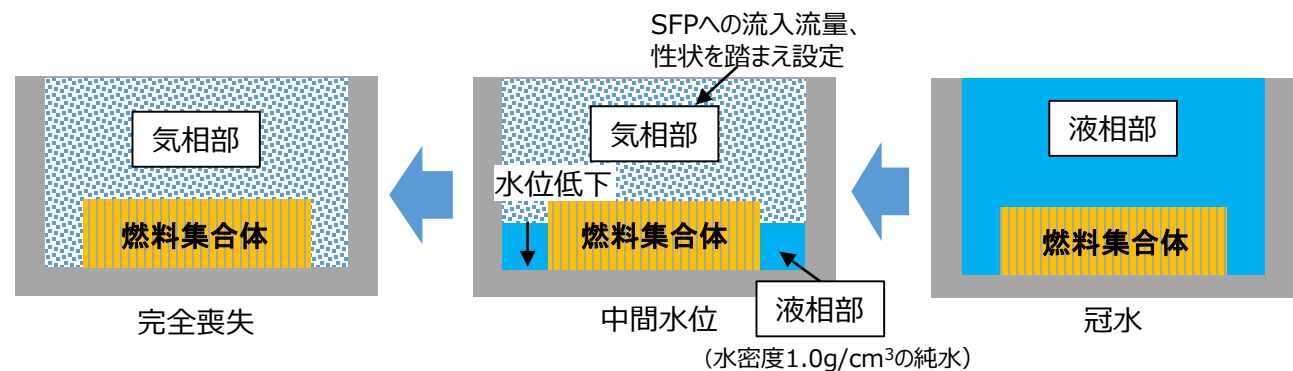 SFPへの流入流量、
性状を踏まえ設定
気相部
燃料集合体
完全喪失
気相部
水位低下
燃料集合体
中間水位
液相部
（水密度1.0g/cm³の純水）
液相部
燃料集合体
冠水